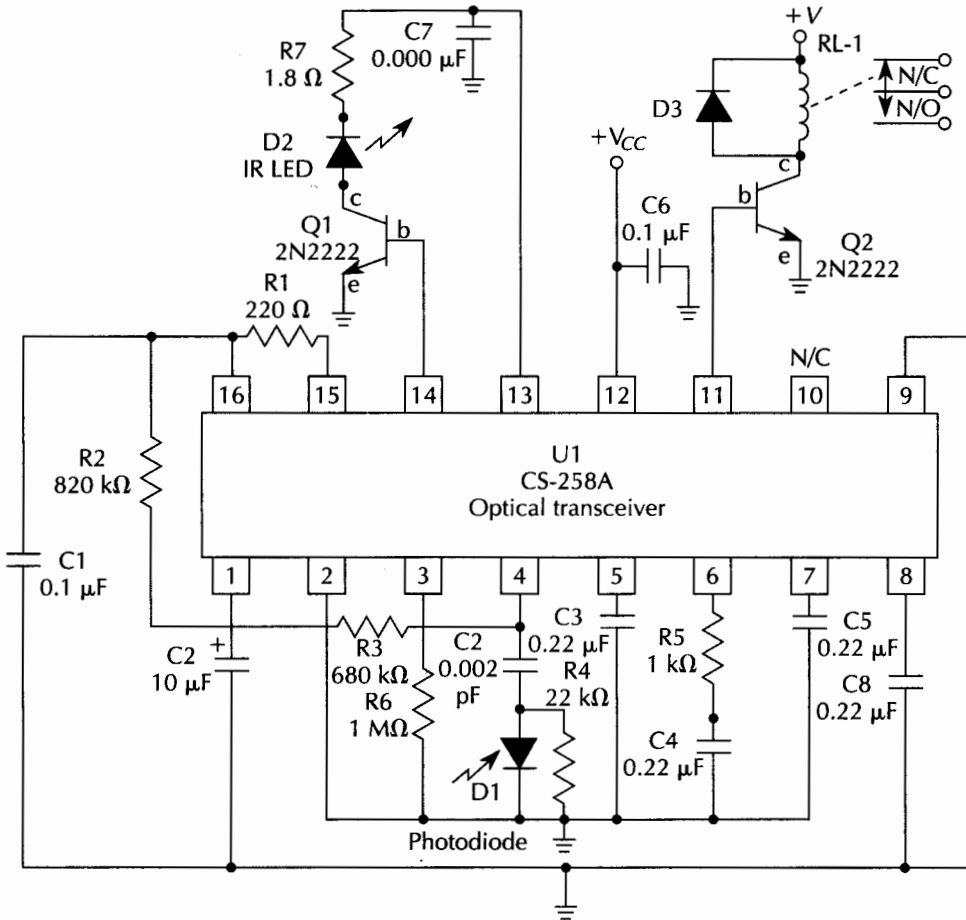 +V
RL-1
C7
0.000 µF
R7
1.8 Ω
N/C
N/O
D3
D2
IR LED
+VCC
c
c
b
b
C6
0.1 µF
Q1
2N2222
e
e
Q2
2N2222
R1
220 Ω
N/C
16
15
14
13
12
11
10
9
U1
CS-258A
Optical transceiver
R2
820 kΩ
C1
0.1 µF
1
2
3
4
5
6
7
8
C2
10 µF
+
R3
680 kΩ
R6
1 MΩ
C2
0.002
pF
C3
0.22 µF
R4
22 kΩ
R5
1 kΩ
C5
0.22 µF
C8
0.22 µF
C4
0.22 µF
D1
Photodiode